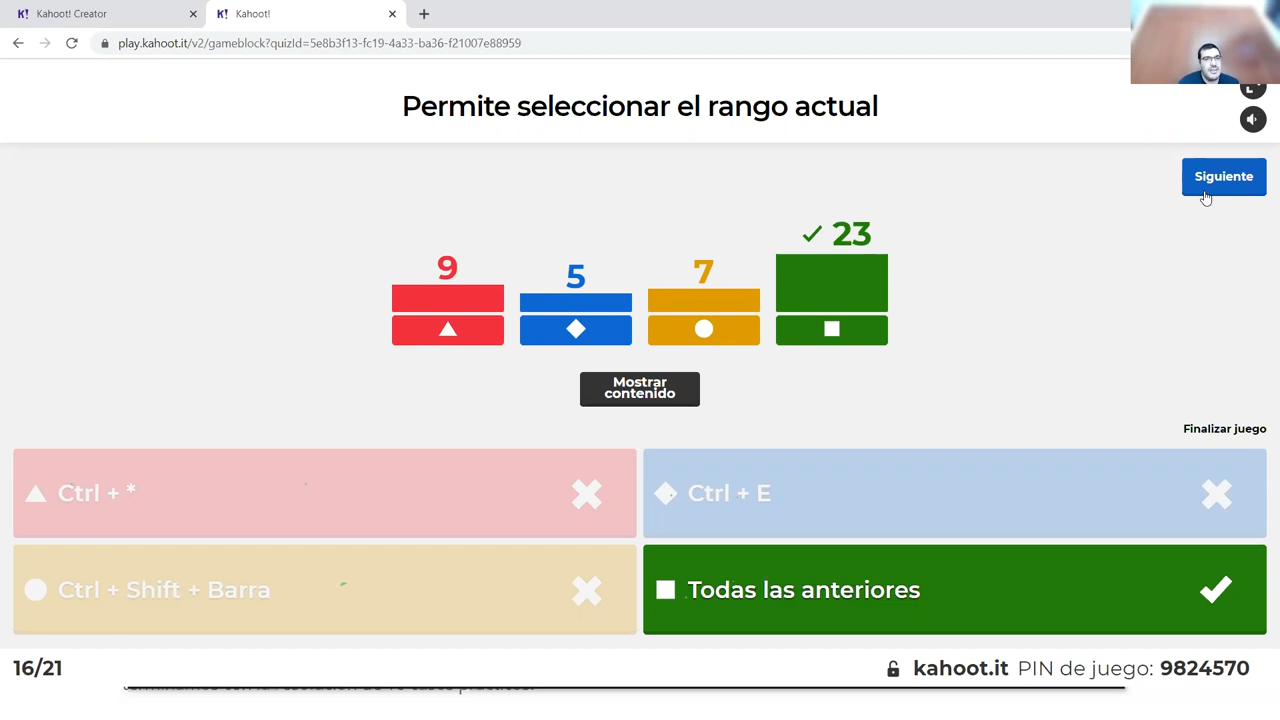 K! Kahoot! Creator
K! Kahoot!
play.kahoot.it/v2/gameblock?quizId=5e8b3f13-fc19-4a33-ba36-f21007e88959
Permite seleccionar el rango actual
Siguiente
9
5
7
23
Mostrar
contenido
Finalizar juego
Ctrl + *
Ctrl + E
Ctrl + Shift + Barra
Todas las anteriores
16/21
kahoot.it PIN de juego: 9824570